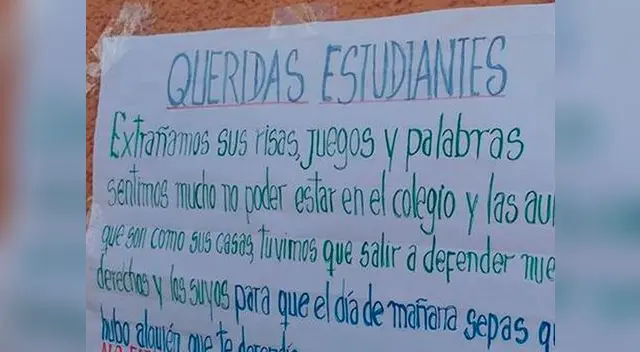 QUERIDAS ESTUDIANTES
Extrañamos sus risas, juegos y palabras
sentimos mucho no poder estar en el colegio y las au
que son como sus casas, tuvimos que salir a defender nue
derechos y los suyos para que el día de mañana sepas q
hubo alguién que te